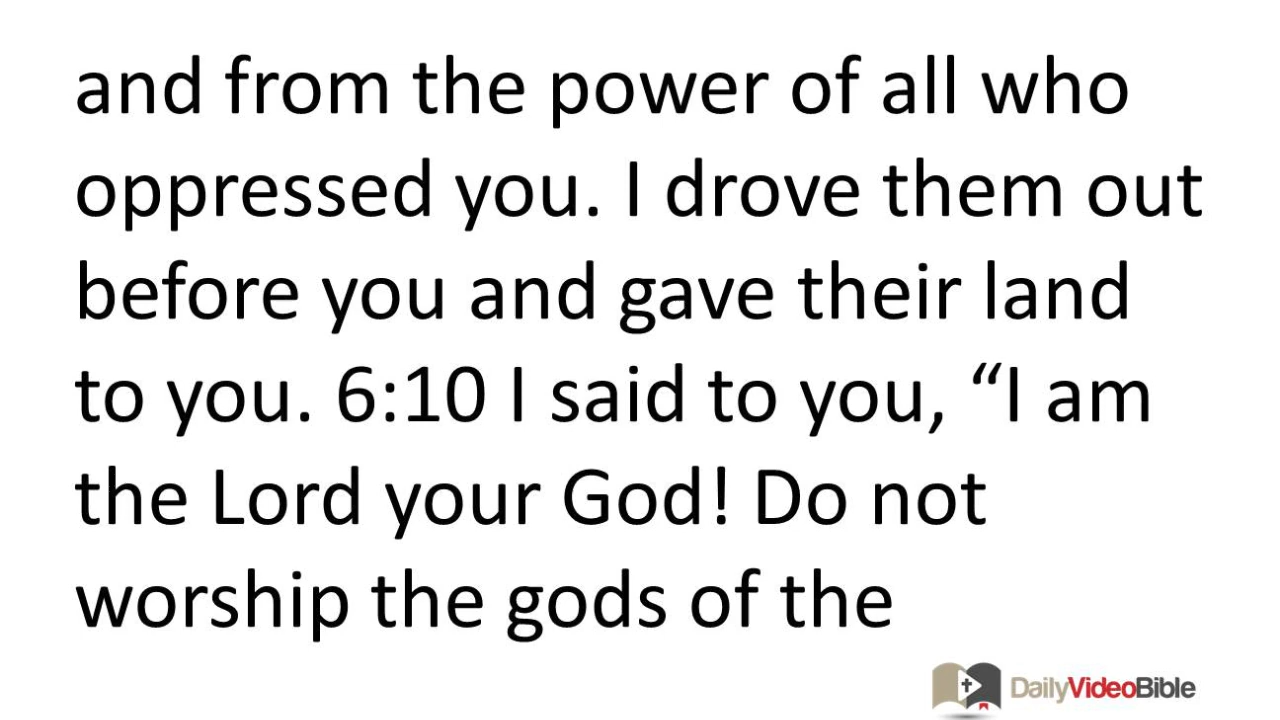 and from the power of all who
oppressed you. I drove them out
before you and gave their land
to you. 6:10 I said to you, “I am
the Lord your God! Do not
worship the gods of the
DailyVideoBible